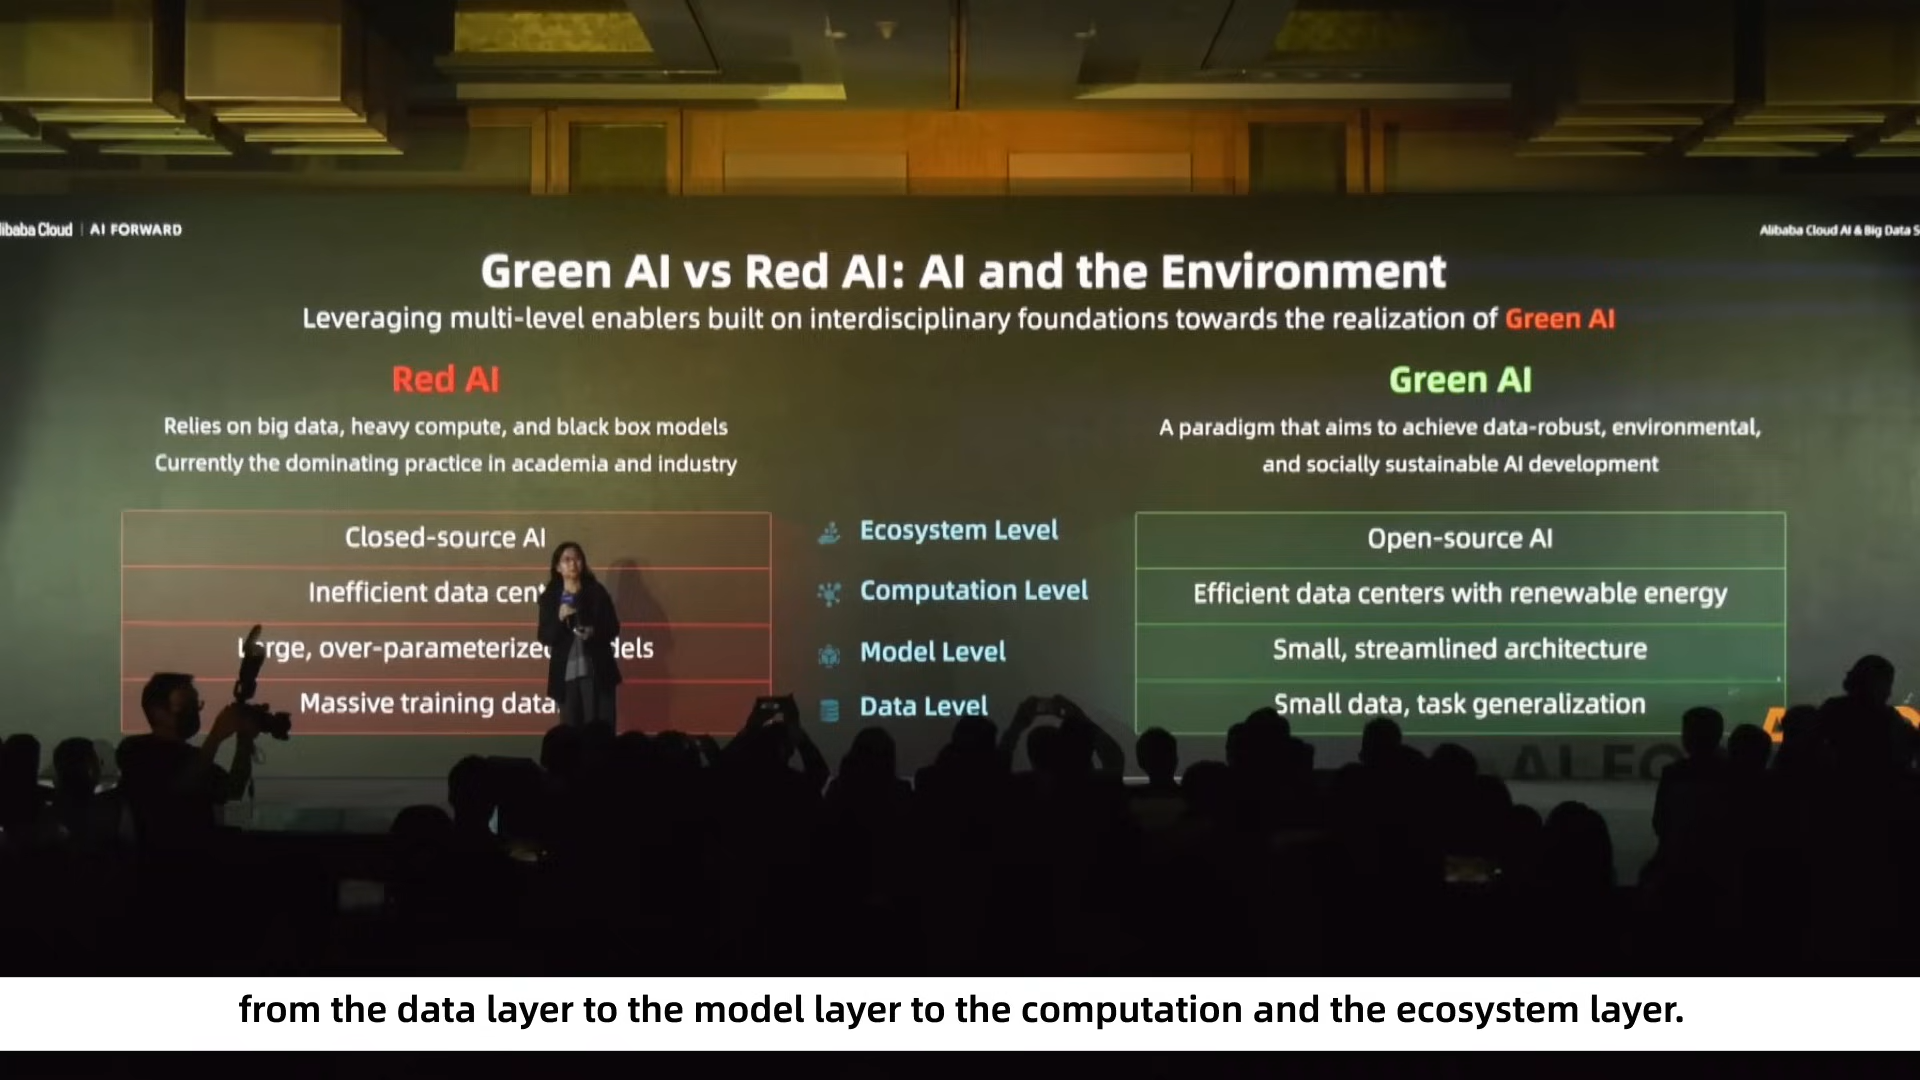 libaba Cloud | AI FORWARD
Alibaba Cloud AI & Big Data S
Green AI vs Red AI: AI and the Environment
Leveraging multi-level enablers built on interdisciplinary foundations towards the realization of Green AI
Red AI
Relies on big data, heavy compute, and black box models
Currently the dominating practice in academia and industry
Closed-source AI
Inefficient data cent
Large, over-parameterized dels
Massive training data
Ecosystem Level
Computation Level
Model Level
Data Level
Green AI
A paradigm that aims to achieve data-robust, environmental,
and socially sustainable AI development
Open-source AI
Efficient data centers with renewable energy
Small, streamlined architecture
Small data, task generalization
AI FO
from the data layer to the model layer to the computation and the ecosystem layer.